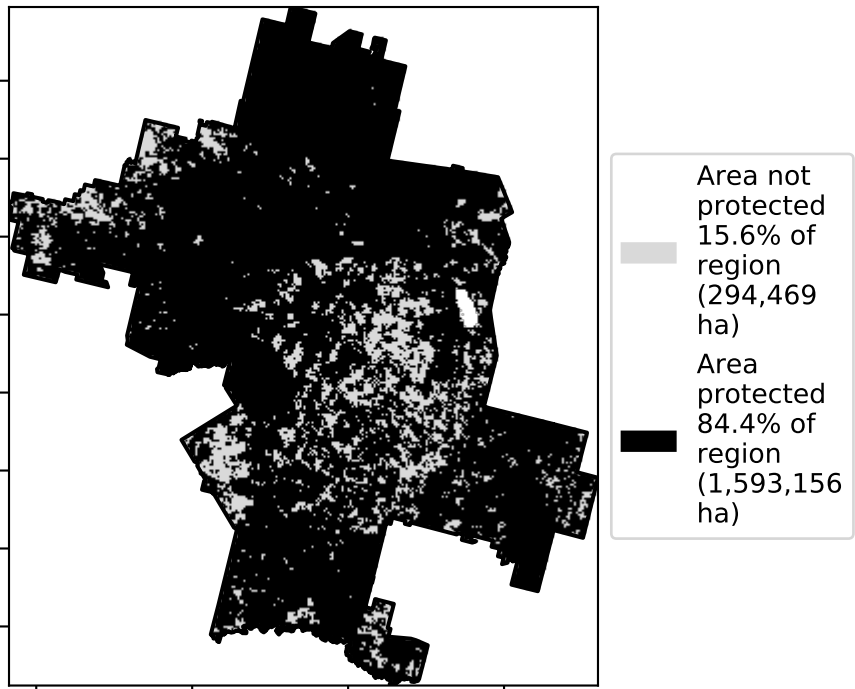 Area not
protected
15.6% of
region
(294,469
ha)
Area
protected
84.4% of
region
(1,593,156
ha)